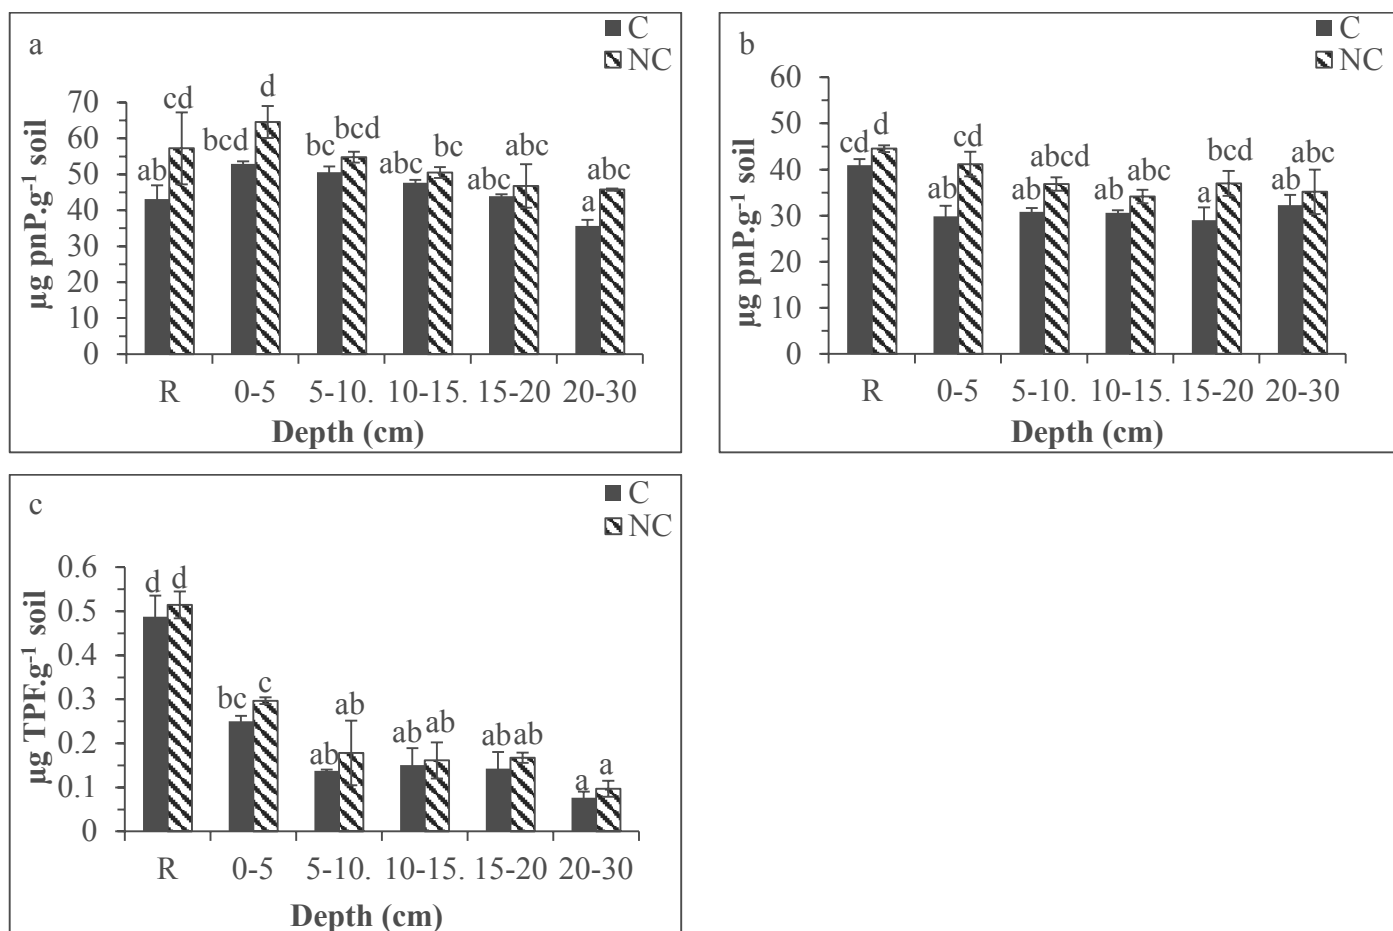 a
C
NC
µg pnP.g-1 soil
70
60
50
40
30
20
10
0
ab cd bcd d bc bcd abc bc abc abc a abc
R 0-5 5-10. 10-15. 15-20 20-30
Depth (cm)
b
C
NC
µg pnP.g-1 soil
60
50
40
30
20
10
0
cd d ab cd ab abcd ab abc a bcd ab abc
R 0-5 5-10. 10-15. 15-20 20-30
Depth (cm)
c
C
NC
µg TPF.g-1 soil
0.6
0.5
0.4
0.3
0.2
0.1
0
d d bc c ab ab ab ab ab ab a a
R 0-5 5-10. 10-15. 15-20 20-30
Depth (cm)